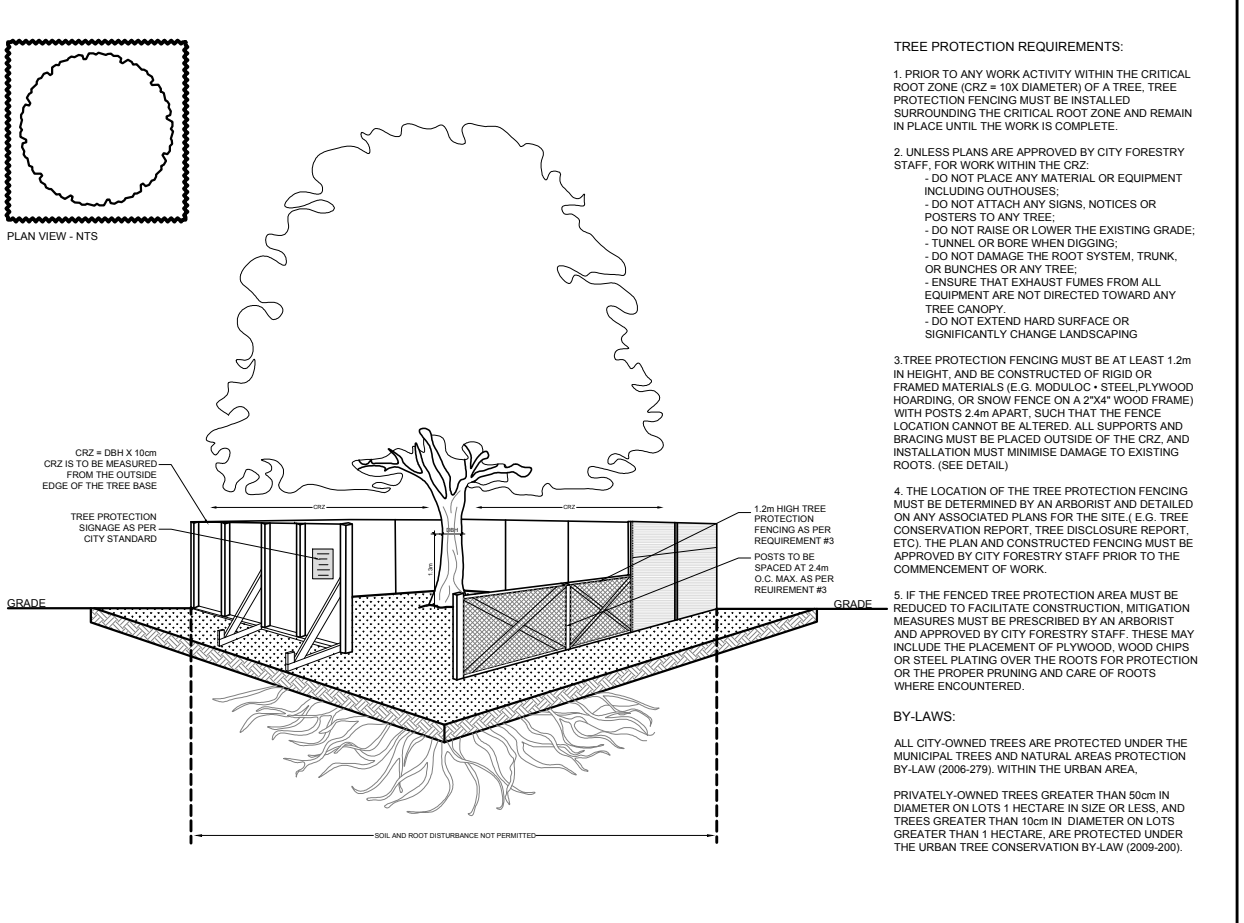 PLAN VIEW - NTS
CRZ = DBH X 10cm
CRZ IS TO BE MEASURED
FROM THE OUTSIDE
EDGE OF THE TREE BASE
TREE PROTECTION
SIGNAGE AS PER
CITY STANDARD
GRADE
CRZ
CRZ
DBH
1.3m
1.2m HIGH TREE
PROTECTION
FENCING AS PER
REQUIREMENT #3
POSTS TO BE
SPACED AT 2.4m
O.C. MAX. AS PER
REUIREMENT #3
GRADE
SOIL AND ROOT DISTURBANCE NOT PERMITTED
TREE PROTECTION REQUIREMENTS:
1. PRIOR TO ANY WORK ACTIVITY WITHIN THE CRITICAL
ROOT ZONE (CRZ = 10X DIAMETER) OF A TREE, TREE
PROTECTION FENCING MUST BE INSTALLED
SURROUNDING THE CRITICAL ROOT ZONE AND REMAIN
IN PLACE UNTIL THE WORK IS COMPLETE.
2. UNLESS PLANS ARE APPROVED BY CITY FORESTRY
STAFF, FOR WORK WITHIN THE CRZ:
- DO NOT PLACE ANY MATERIAL OR EQUIPMENT
INCLUDING OUTHOUSES;
- DO NOT ATTACH ANY SIGNS, NOTICES OR
POSTERS TO ANY TREE;
- DO NOT RAISE OR LOWER THE EXISTING GRADE;
- TUNNEL OR BORE WHEN DIGGING;
- DO NOT DAMAGE THE ROOT SYSTEM, TRUNK,
OR BUNCHES OR ANY TREE;
- ENSURE THAT EXHAUST FUMES FROM ALL
EQUIPMENT ARE NOT DIRECTED TOWARD ANY
TREE CANOPY.
- DO NOT EXTEND HARD SURFACE OR
SIGNIFICANTLY CHANGE LANDSCAPING
3.TREE PROTECTION FENCING MUST BE AT LEAST 1.2m
IN HEIGHT, AND BE CONSTRUCTED OF RIGID OR
FRAMED MATERIALS (E.G. MODULOC • STEEL,PLYWOOD
HOARDING, OR SNOW FENCE ON A 2"X4" WOOD FRAME)
WITH POSTS 2.4m APART, SUCH THAT THE FENCE
LOCATION CANNOT BE ALTERED. ALL SUPPORTS AND
BRACING MUST BE PLACED OUTSIDE OF THE CRZ, AND
INSTALLATION MUST MINIMISE DAMAGE TO EXISTING
ROOTS. (SEE DETAIL)
4. THE LOCATION OF THE TREE PROTECTION FENCING
MUST BE DETERMINED BY AN ARBORIST AND DETAILED
ON ANY ASSOCIATED PLANS FOR THE SITE.( E.G. TREE
CONSERVATION REPORT, TREE DISCLOSURE REPORT,
ETC). THE PLAN AND CONSTRUCTED FENCING MUST BE
APPROVED BY CITY FORESTRY STAFF PRIOR TO THE
COMMENCEMENT OF WORK.
5. IF THE FENCED TREE PROTECTION AREA MUST BE
REDUCED TO FACILITATE CONSTRUCTION, MITIGATION
MEASURES MUST BE PRESCRIBED BY AN ARBORIST
AND APPROVED BY CITY FORESTRY STAFF. THESE MAY
INCLUDE THE PLACEMENT OF PLYWOOD, WOOD CHIPS
OR STEEL PLATING OVER THE ROOTS FOR PROTECTION
OR THE PROPER PRUNING AND CARE OF ROOTS
WHERE ENCOUNTERED.
BY-LAWS:
ALL CITY-OWNED TREES ARE PROTECTED UNDER THE
MUNICIPAL TREES AND NATURAL AREAS PROTECTION
BY-LAW (2006-279). WITHIN THE URBAN AREA,
PRIVATELY-OWNED TREES GREATER THAN 50cm IN
DIAMETER ON LOTS 1 HECTARE IN SIZE OR LESS, AND
TREES GREATER THAN 10cm IN  DIAMETER ON LOTS
GREATER THAN 1 HECTARE, ARE PROTECTED UNDER
THE URBAN TREE CONSERVATION BY-LAW (2009-200).